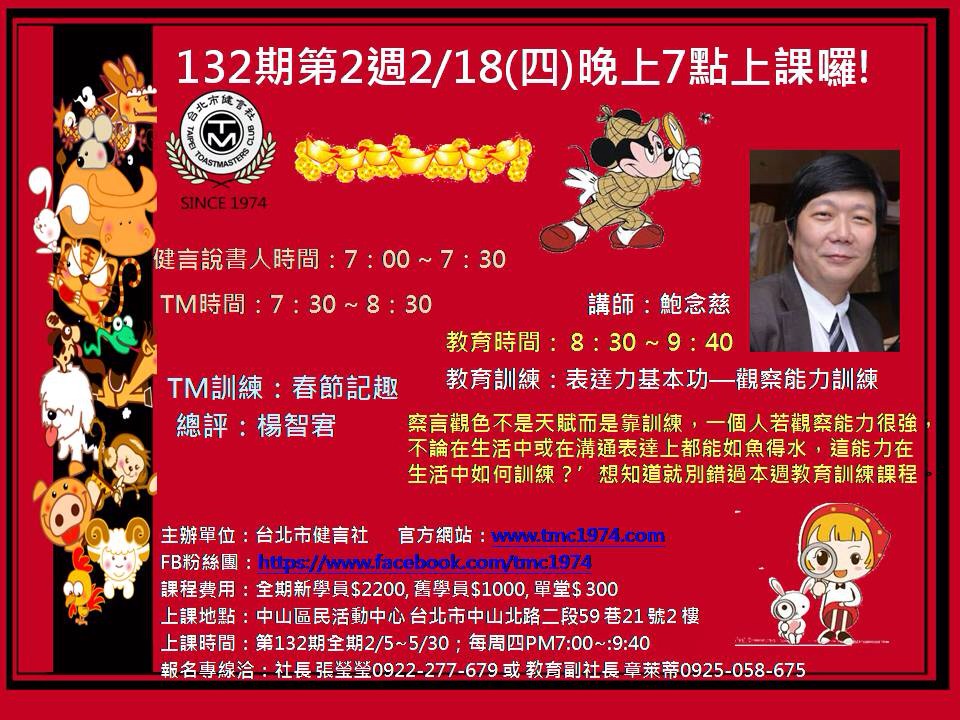 132期第2週2/18(四)晚上7點上課囉!
台北市健言社
TM
TAIPEI TOASTMASTERS CLUB
SINCE 1974
健言說書人時間：7：00 ~ 7：30
TM時間：7：30 ~ 8：30
講師：鮑念慈
教育時間： 8：30 ~ 9：40
教育訓練：表達力基本功—觀察能力訓練
TM訓練：春節記趣
總評：楊智宭
察言觀色不是天賦而是靠訓練，一個人若觀察能力很強，
不論在生活中或在溝通表達上都能如魚得水，這能力在
生活中如何訓練？’想知道就別錯過本週教育訓練課程。
主辦單位：台北市健言社 官方網站：www.tmc1974.com
FB粉絲團：https://www.facebook.com/tmc1974
課程費用：全期新學員$2200, 舊學員$1000, 單堂$ 300
上課地點：中山區民活動中心 台北市中山北路二段59 巷21 號2 樓
上課時間：第132期全期2/5~5/30；每周四PM7:00~:9:40
報名專線洽：社長 張瑩瑩0922-277-679 或 教育副社長 章萊蒂0925-058-675